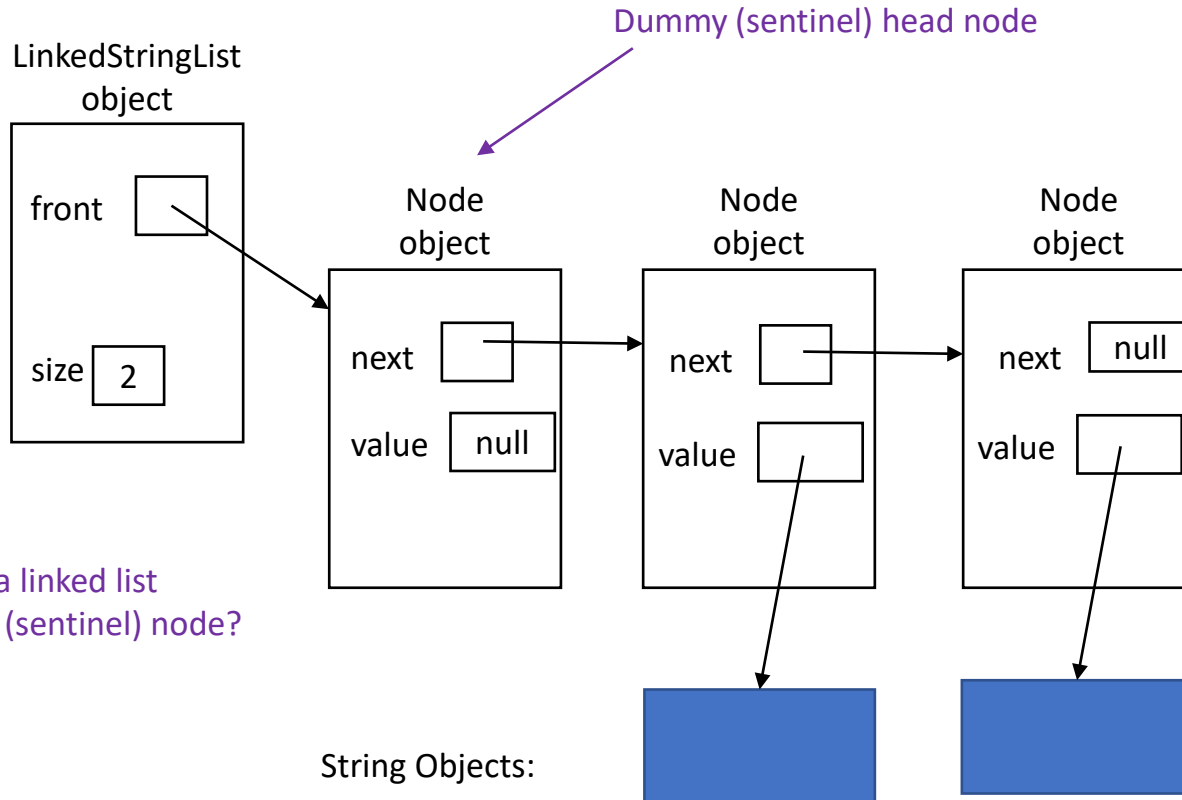 Dummy (sentinel) head node
LinkedStringList
object
front
size 2
Node
object
next
value null
Node
object
next
value
Node
object
next null
value
a linked list
(sentinel) node?
String Objects: